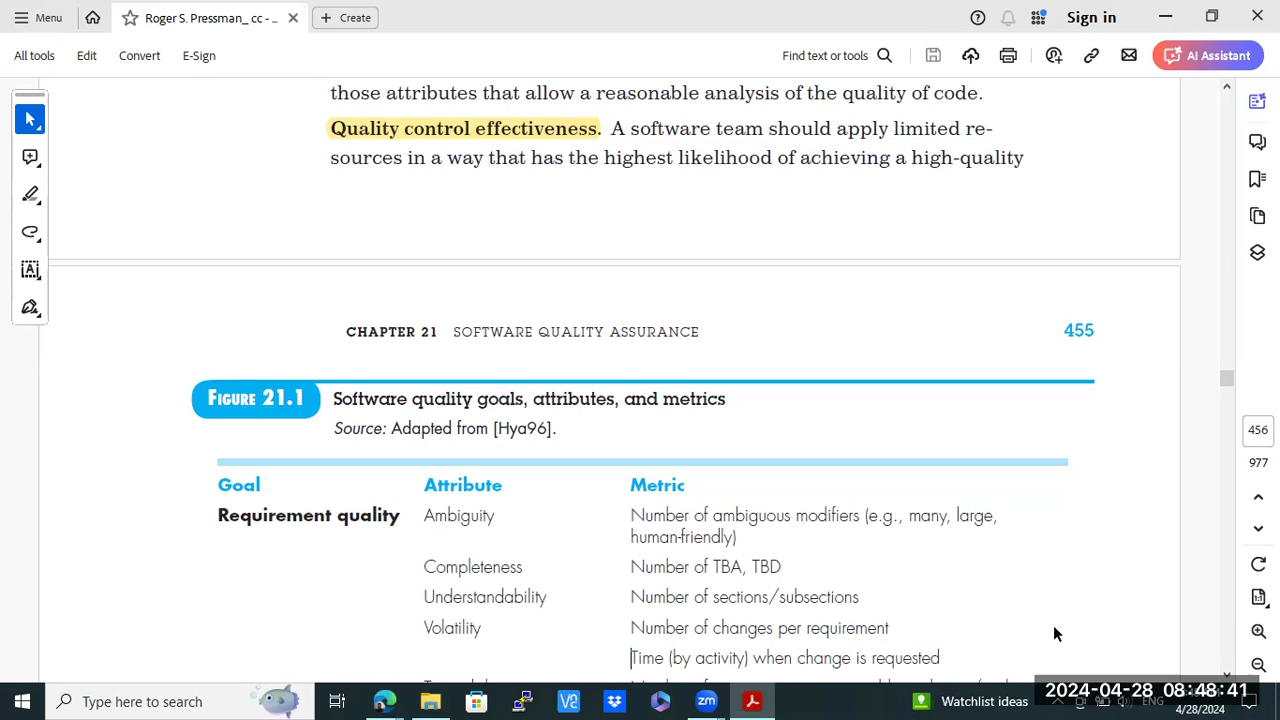 Menu
Roger S. Pressman_ cc - ...
Create
Sign in
All tools Edit Convert E-Sign
Find text or tools
AI Assistant
those attributes that allow a reasonable analysis of the quality of code.
Quality control effectiveness. A software team should apply limited re-
sources in a way that has the highest likelihood of achieving a high-quality
CHAPTER 21 SOFTWARE QUALITY ASSURANCE 455
FIGURE 21.1 Software quality goals, attributes, and metrics
Source: Adapted from [Hya96].
Goal Attribute Metric
Requirement quality Ambiguity Number of ambiguous modifiers (e.g., many, large,
human-friendly)
Completeness Number of TBA, TBD
Understandability Number of sections/subsections
Volatility Number of changes per requirement
Time (by activity) when change is requested
456
977
Type here to search
Watchlist ideas
ENG
2024-04-28 08:48:41
4/28/2024